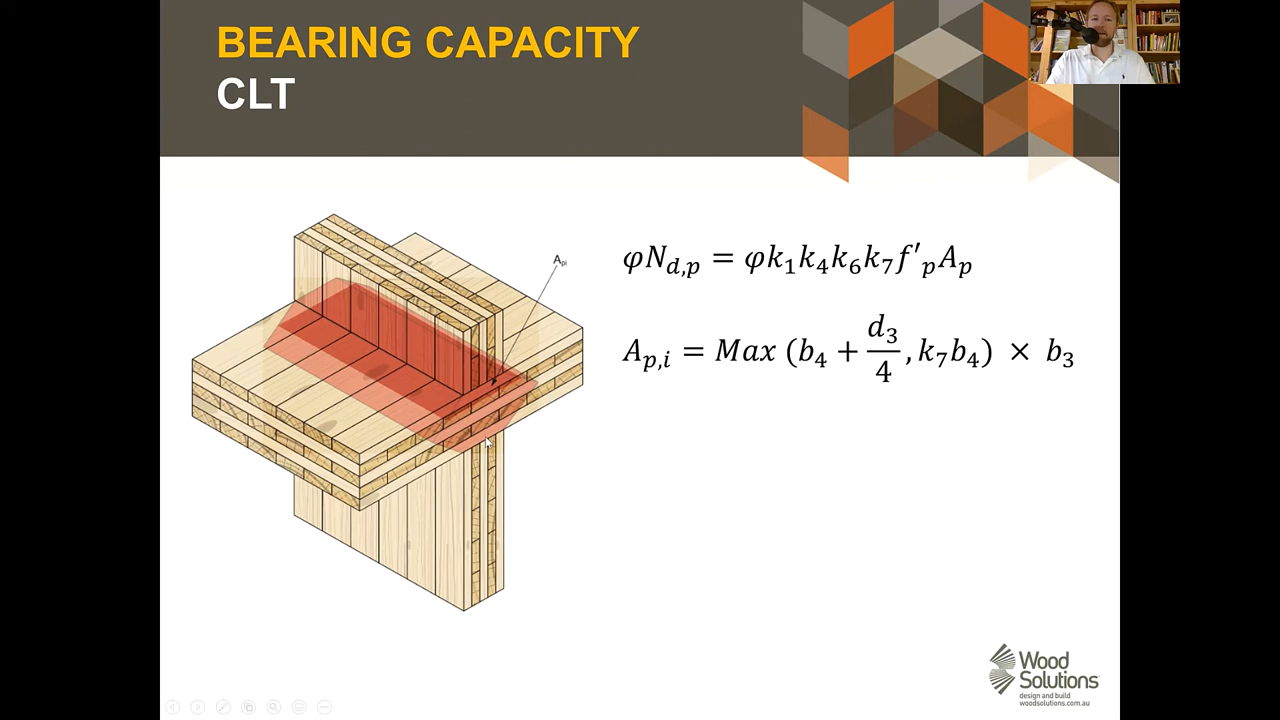 BEARING CAPACITY
CLT
A_pi
φN_{d,p} = φk_1k_4k_6k_7f'_pA_p
A_{p,i} = Max (b_4 + d_3/4, k_7b_4) × b_3
Wood
Solutions
design and build
woodsolutions.com.au